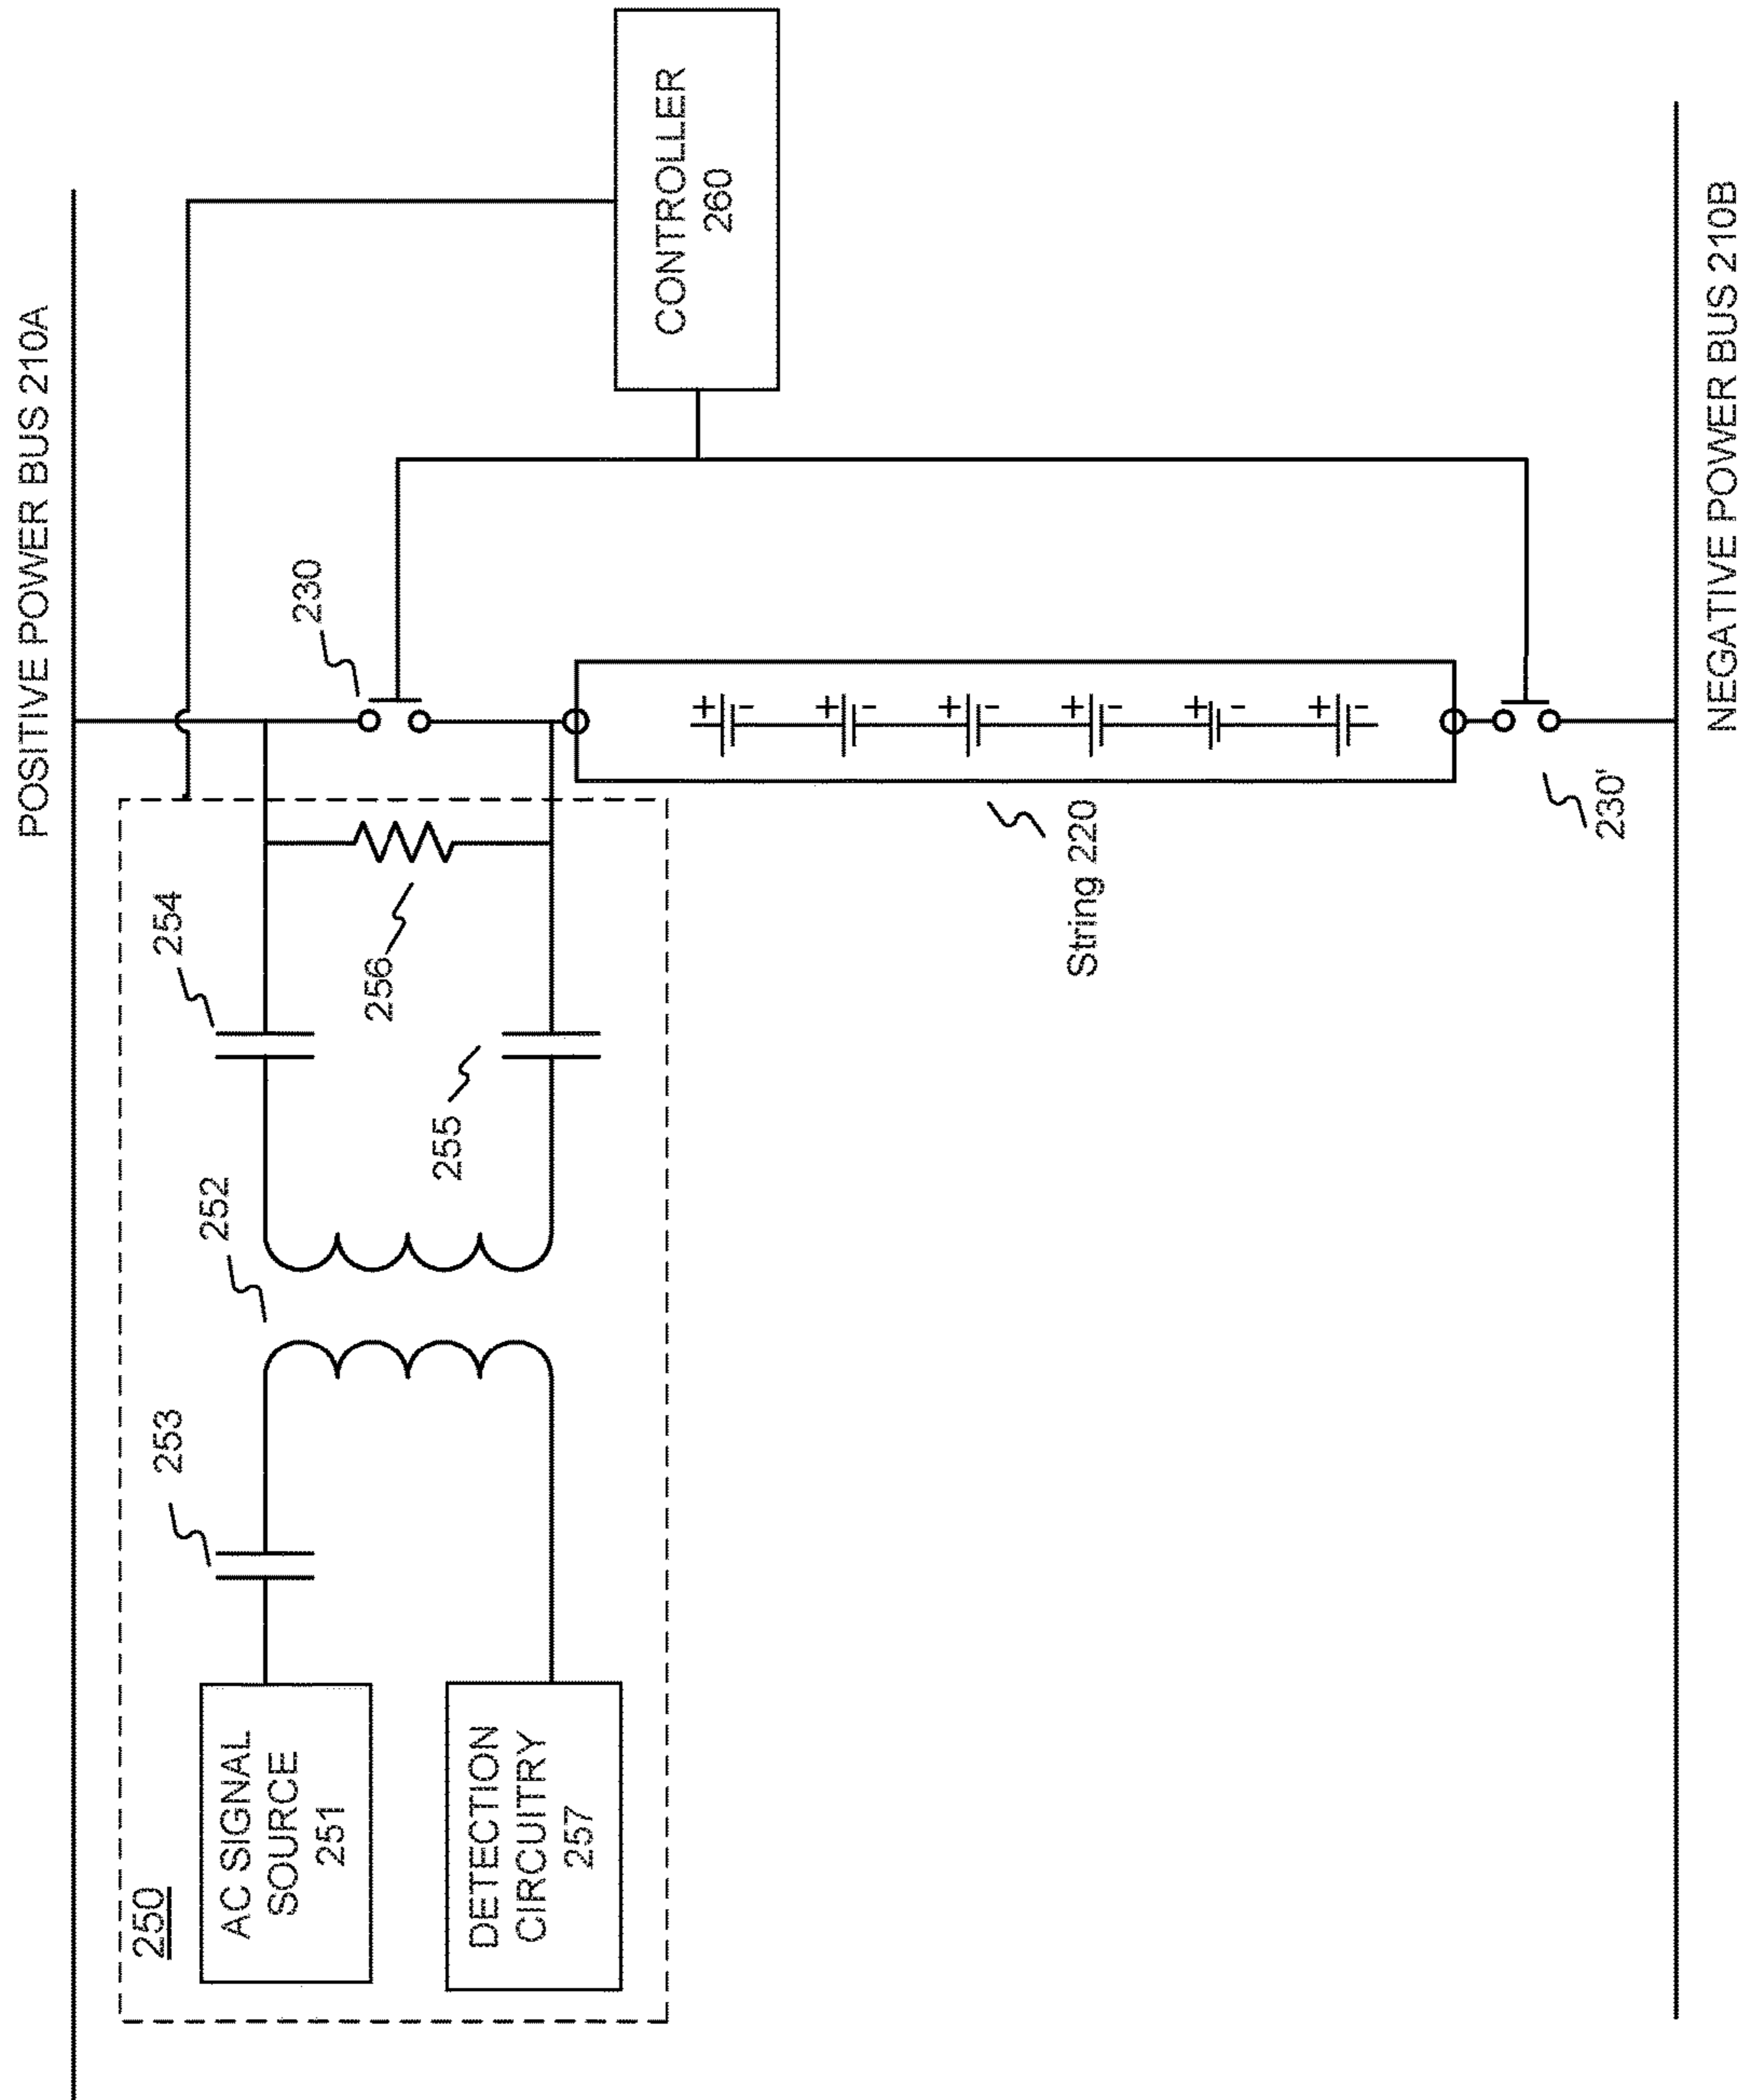 POSITIVE POWER BUS 210A
250
AC SIGNAL
SOURCE
251
DETECTION
CIRCUITRY
257
253
252
254
255
256
230
CONTROLLER
260
String 220
+ -
+ -
+ -
+ -
+ -
+ -
230'
NEGATIVE POWER BUS 210B